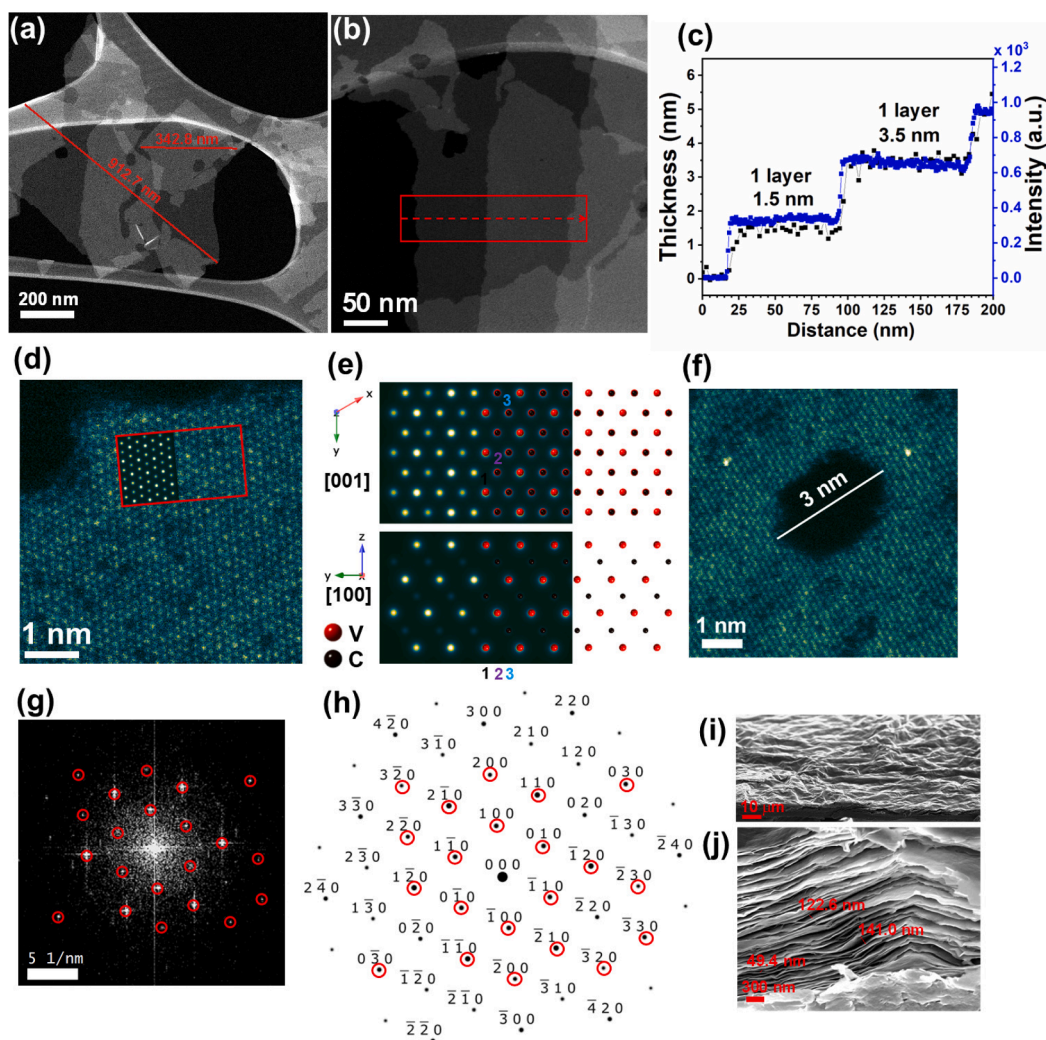 (a)
342.8 nm
812.7 nm
200 nm
(b)
50 nm
(c)
x 10³
Thickness (nm)
6
5
4
3
2
1
0
1 layer
1.5 nm
1 layer
3.5 nm
1.2
1.0
0.8
0.6
0.4
0.2
0.0
Intensity (a.u.)
0 25 50 75 100 125 150 175 200
Distance (nm)
(d)
1 nm
(e)
x
z
y
[001]
3
2
1
z
y
x
[100]
V
C
1 2 3
(f)
3 nm
1 nm
(g)
5 1/nm
(h)
2 2 0
4 2̄ 0
3 0 0
3 1̄ 0
2 1 0
1 2 0
3 2̄ 0
2 0 0
0 3 0
2 1̄ 0
1 1 0
3 3̄ 0
1 0 0
0 2 0
1̄ 3 0
2 2̄ 0
1 1̄ 0
0 1 0
1̄ 2 0
2̄ 4 0
2 3̄ 0
0 0 0
1 2̄ 0
1̄ 1 0
2̄ 3 0
2 4̄ 0
0 1̄ 0
2̄ 2 0
1 3̄ 0
1̄ 0 0
3̄ 3 0
0 2̄ 0
2̄ 1 0
0 3̄ 0
1̄ 1̄ 0
3̄ 2 0
1̄ 2̄ 0
2̄ 0 0
2̄ 1̄ 0
3̄ 1 0
4̄ 2 0
2̄ 2̄ 0
3̄ 0 0
(i)
10 μm
(j)
122.6 nm
141.0 nm
49.4 nm
300 nm